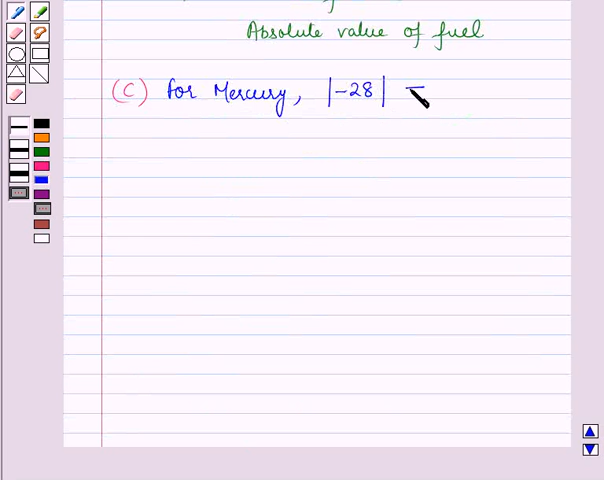 Absolute value of fuel
(C) for Mercury, |-28|